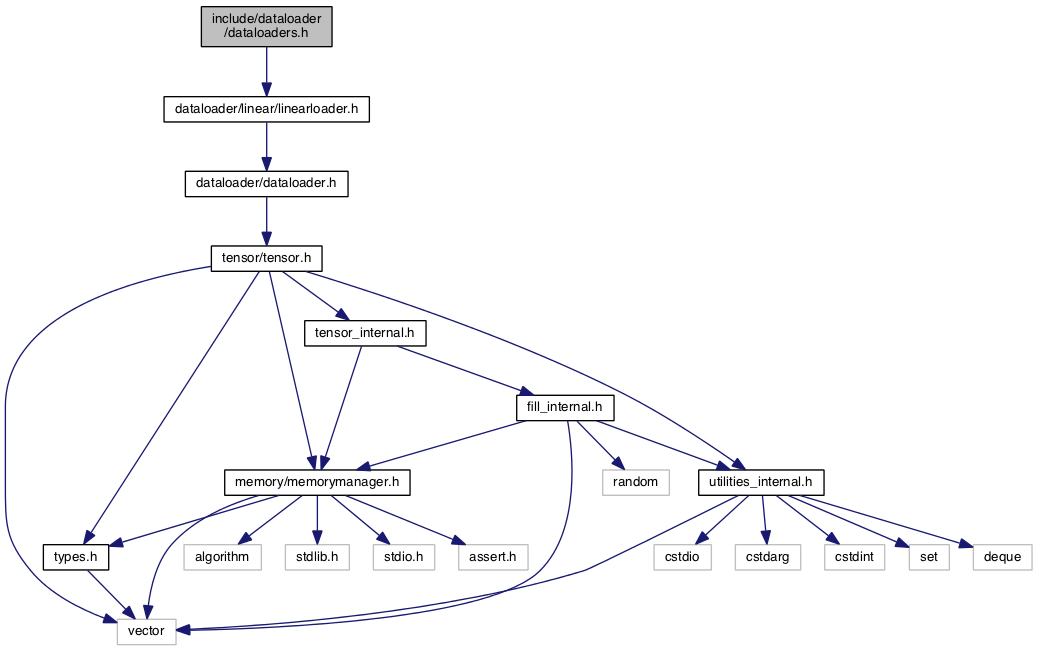 include/dataloader
/dataloaders.h
dataloader/linear/linearloader.h
dataloader/dataloader.h
tensor/tensor.h
tensor_internal.h
fill_internal.h
memory/memorymanager.h
random
utilities_internal.h
types.h
algorithm
stdlib.h
stdio.h
assert.h
cstdio
cstdarg
cstdint
set
deque
vector